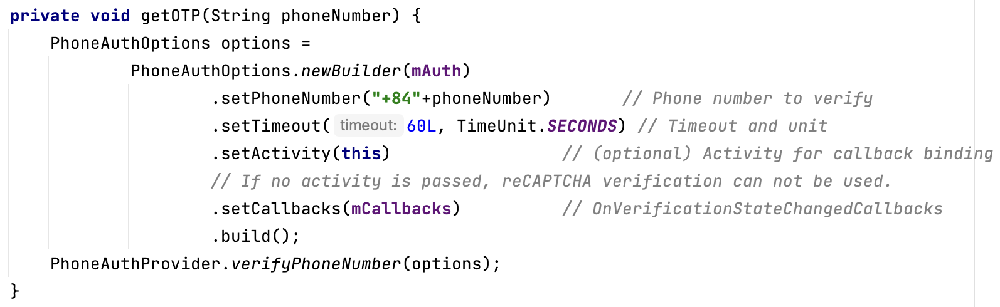 private void getOTP(String phoneNumber) {
PhoneAuthOptions options =
PhoneAuthOptions.newBuilder(mAuth)
.setPhoneNumber("+84"+phoneNumber) // Phone number to verify
.setTimeout( timeout: 60L, TimeUnit.SECONDS) // Timeout and unit
.setActivity(this) // (optional) Activity for callback binding
// If no activity is passed, reCAPTCHA verification can not be used.
.setCallbacks(mCallbacks) // OnVerificationStateChangedCallbacks
.build();
PhoneAuthProvider.verifyPhoneNumber(options);
}